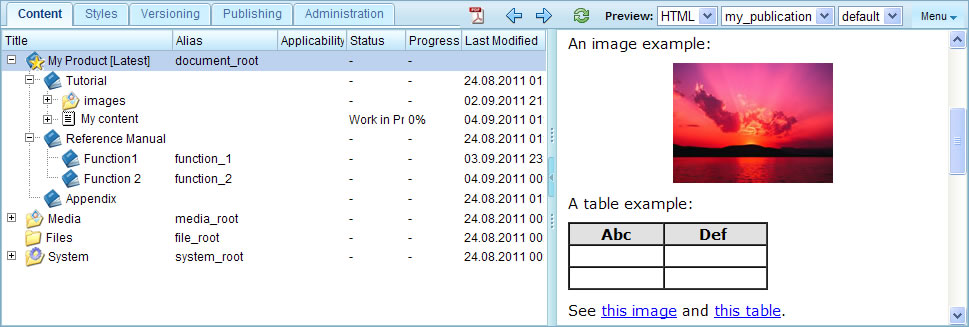 Content Styles Versioning Publishing Administration Preview: HTML my_publication default Menu
Title Alias Applicability Status Progress Last Modified
My Product [Latest] document_root - -
Tutorial - - 24.08.2011 01
images - - 02.09.2011 21
My content Work in Pr 0% 04.09.2011 01
Reference Manual - - 24.08.2011 01
Function1 function_1 - - 03.09.2011 23
Function 2 function_2 - - 04.09.2011 00
Appendix - - 24.08.2011 01
Media media_root - - 24.08.2011 00
Files file_root - - 24.08.2011 00
System system_root - - 24.08.2011 00
An image example:
A table example:
Abc Def
See this image and this table.